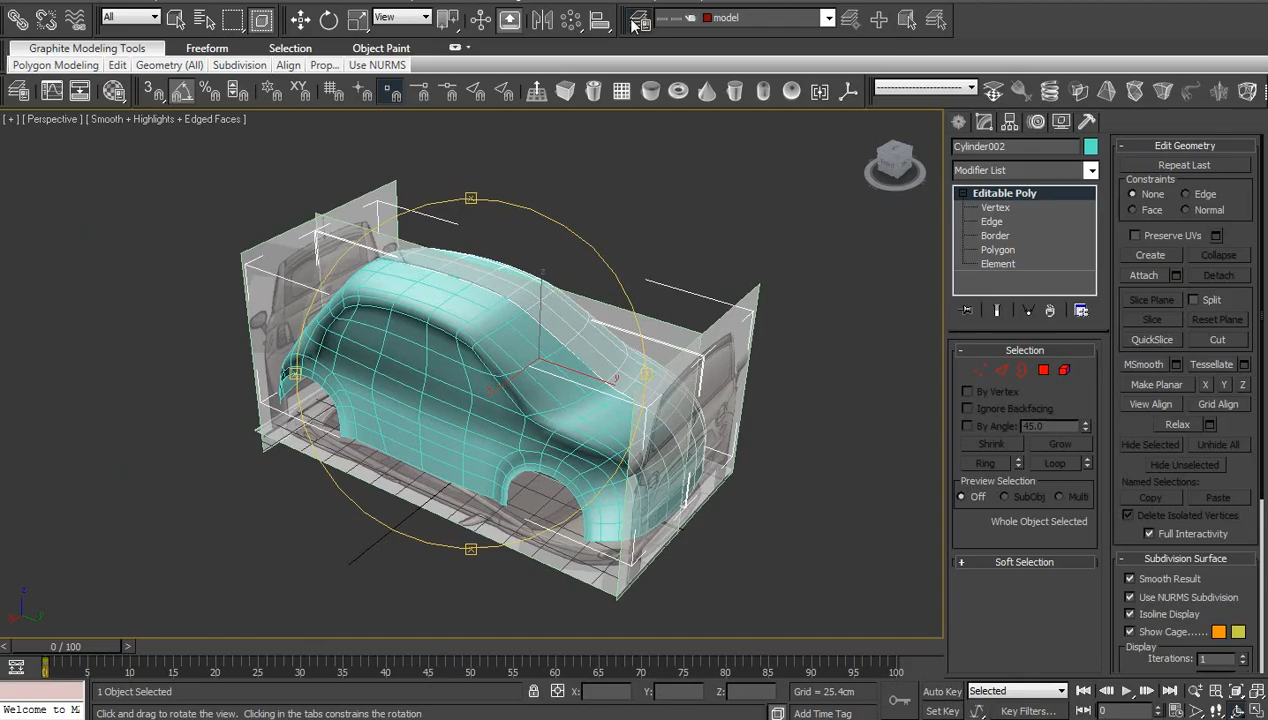 All
View
model
Graphite Modeling Tools
Freeform
Selection
Object Paint
Polygon Modeling
Edit
Geometry (All)
Subdivision
Align
Prop...
Use NURMS
3
%
XY
[ + ] [ Perspective ] [ Smooth + Highlights + Edged Faces ]
Cylinder002
Modifier List
Editable Poly
Vertex
Edge
Border
Polygon
Element
- Selection
By Vertex
Ignore Backfacing
By Angle: 45.0
Shrink Grow
Ring Loop
Preview Selection
Off SubObj Multi
Whole Object Selected
+ Soft Selection
- Edit Geometry
Repeat Last
Constraints
None Edge
Face Normal
Preserve UVs
Create Collapse
Attach Detach
Slice Plane Split
Slice Reset Plane
QuickSlice Cut
MSmooth Tessellate
Make Planar X Y Z
View Align Grid Align
Relax
Hide Selected Unhide All
Hide Unselected
Named Selections:
Copy Paste
Delete Isolated Vertices
Full Interactivity
- Subdivision Surface
Smooth Result
Use NURMS Subdivision
Isoline Display
Show Cage......
Display
Iterations: 1
z
y
< 0 / 100 >
0 5 10 15 20 25 30 35 40 45 50 55 60 65 70 75 80 85 90 95 100
1 Object Selected
X: Y: Z:
Grid = 25.4cm
Auto Key Selected
Welcome to M
Click and drag to rotate the view. Clicking in the tabs constrains the rotation
Add Time Tag
Set Key Key Filters...
0